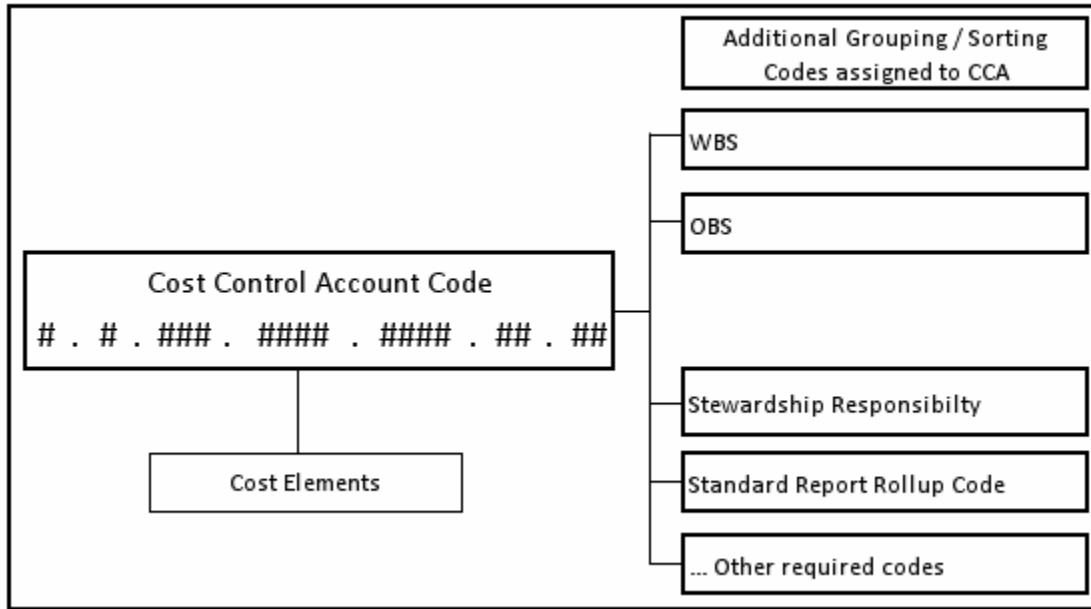 Additional Grouping / Sorting
Codes assigned to CCA
WBS
OBS
Cost Control Account Code
# . # . ### . #### . #### . ## . ##
Stewardship Responsibilty
Cost Elements
Standard Report Rollup Code
... Other required codes